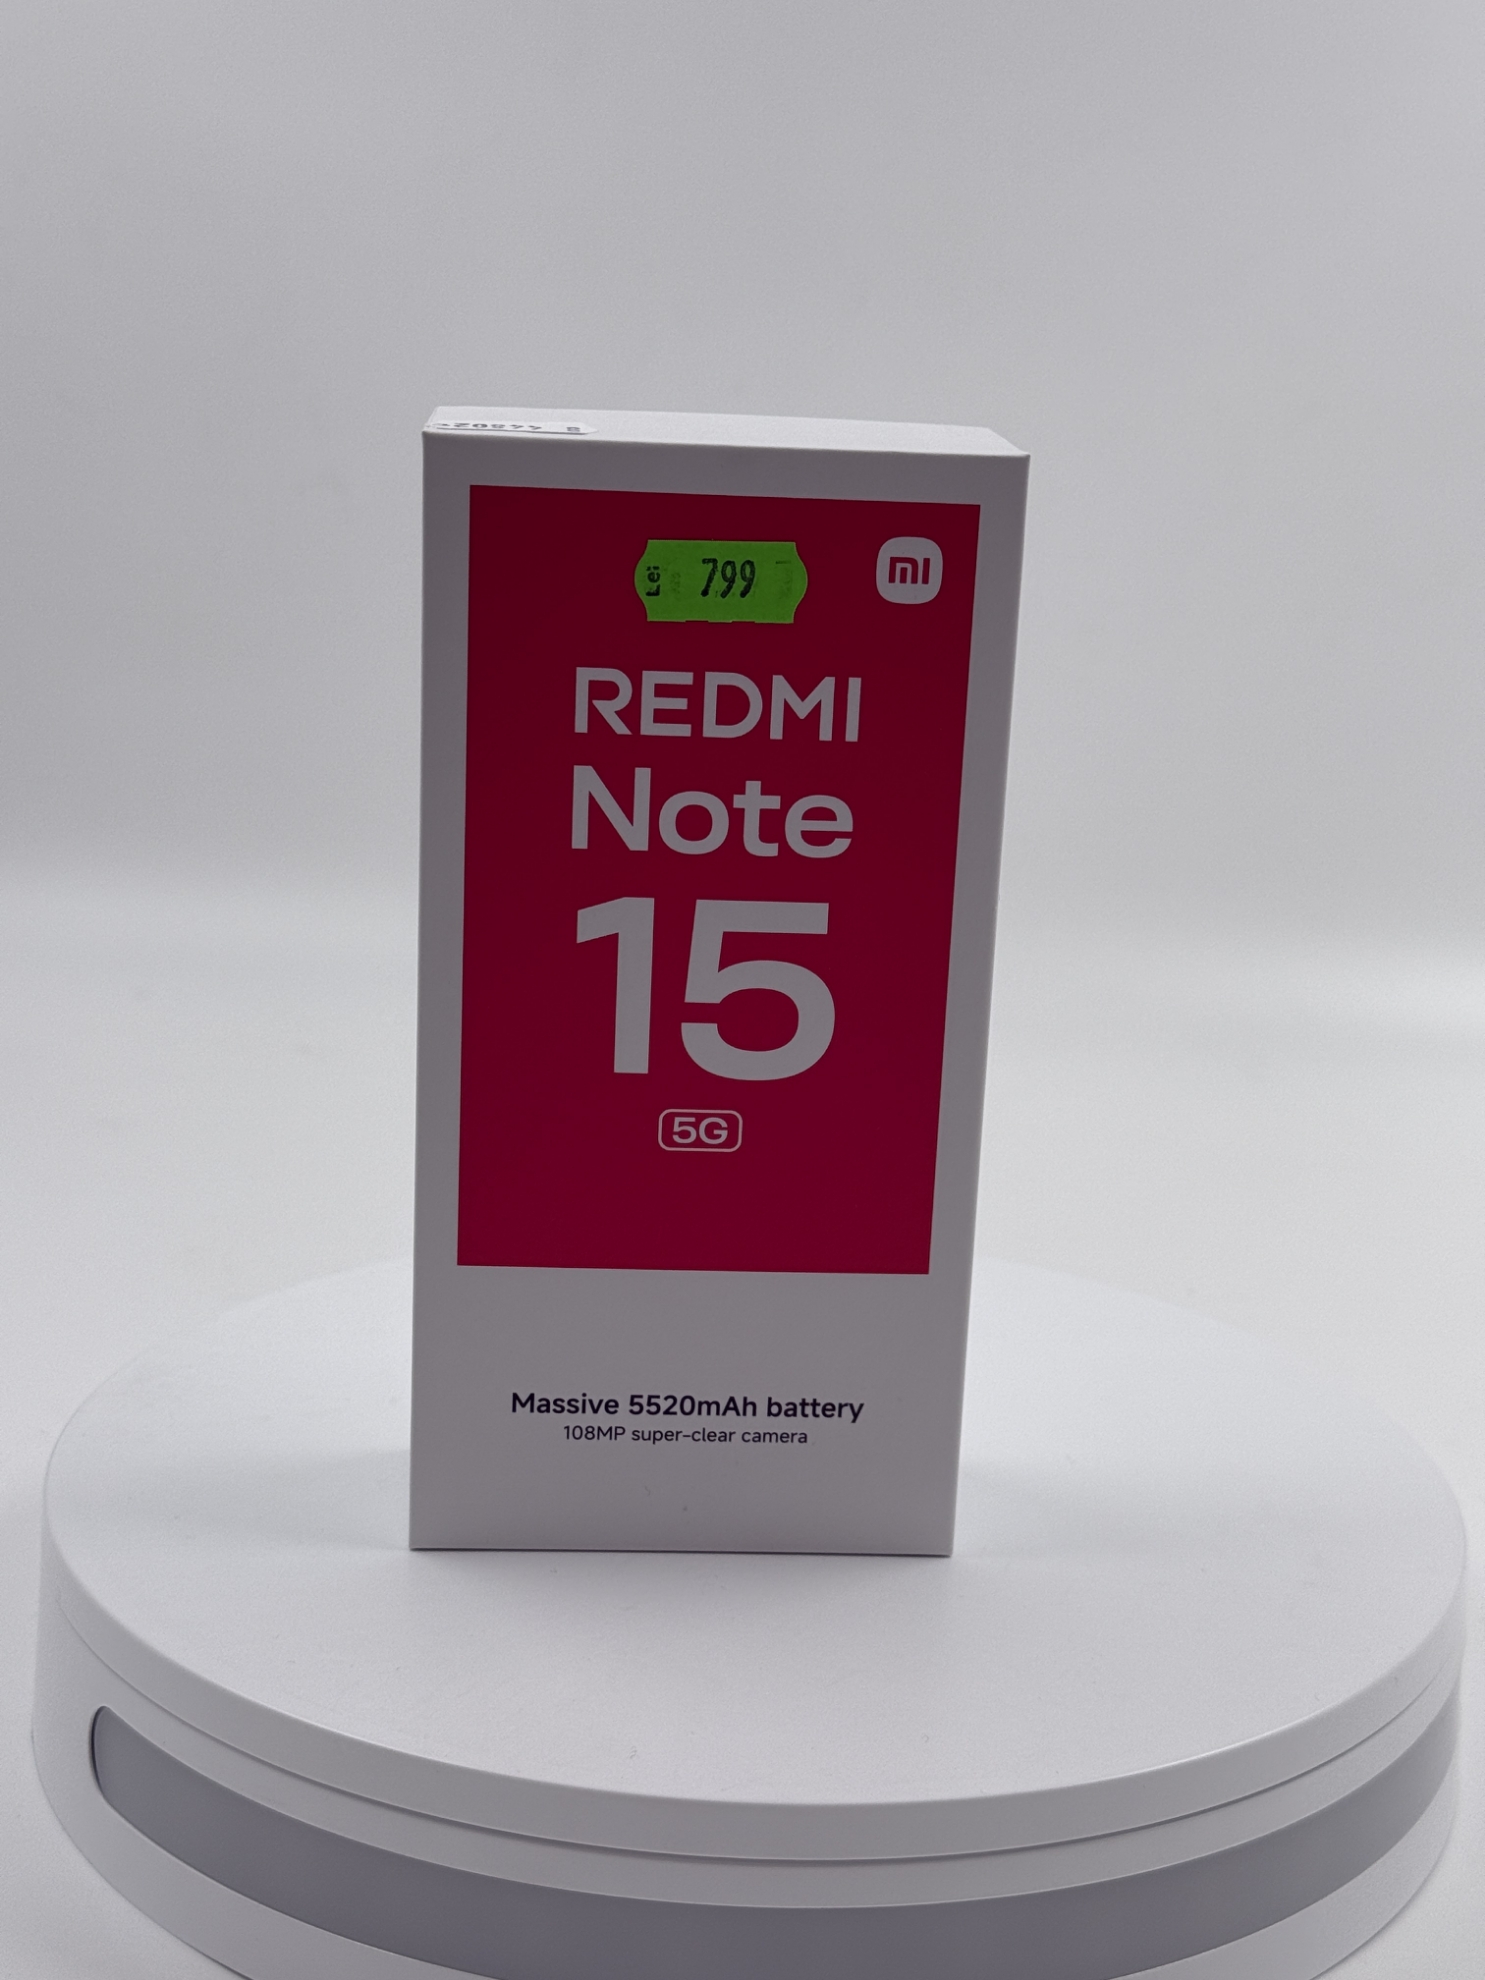 Lei 799
mi
REDMI
Note
15
5G
Massive 5520mAh battery
108MP super-clear camera